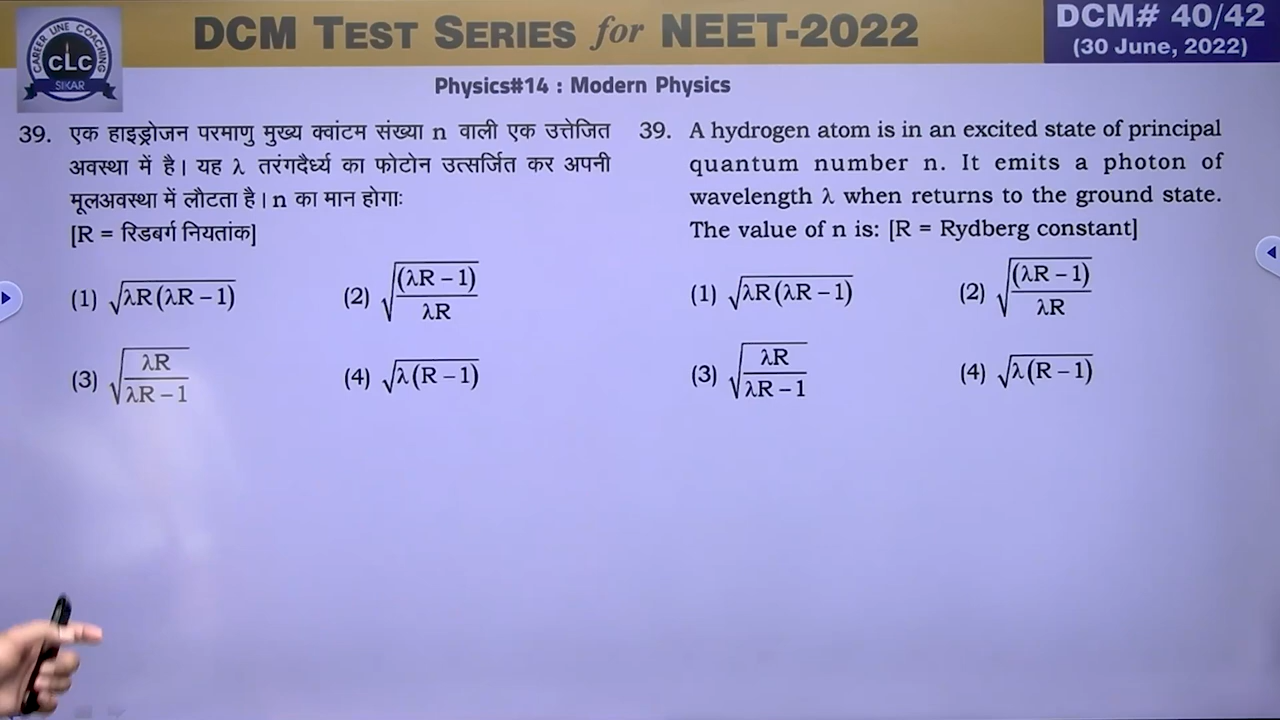 CAREER LINE COACHING
CLC
SIKAR
DCM TEST SERIES for NEET-2022
DCM# 40/42
(30 June, 2022)
Physics#14 : Modern Physics
39. एक हाइड्रोजन परमाणु मुख्य क्वांटम संख्या n वाली एक उत्तेजित
अवस्था में है। यह λ तरंगदैर्ध्य का फोटोन उत्सर्जित कर अपनी
मूलअवस्था में लौटता है। n का मान होगाः
[R = रिडबर्ग नियतांक]
(1) √(λR(λR – 1)) (2) √((λR – 1)/λR)
(3) √(λR/(λR – 1)) (4) √(λ(R – 1))
39. A hydrogen atom is in an excited state of principal
quantum number n. It emits a photon of
wavelength λ when returns to the ground state.
The value of n is: [R = Rydberg constant]
(1) √(λR(λR – 1)) (2) √((λR – 1)/λR)
(3) √(λR/(λR – 1)) (4) √(λ(R – 1))